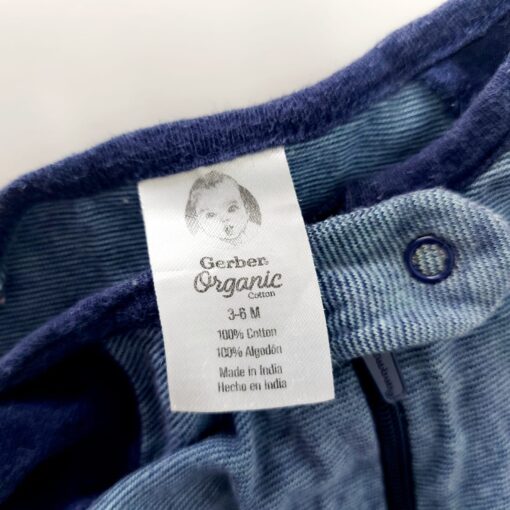 Gerber®
Organic
Cotton
3-6 M
100% Cotton
100% Algodón
Made in India
Hecho en India